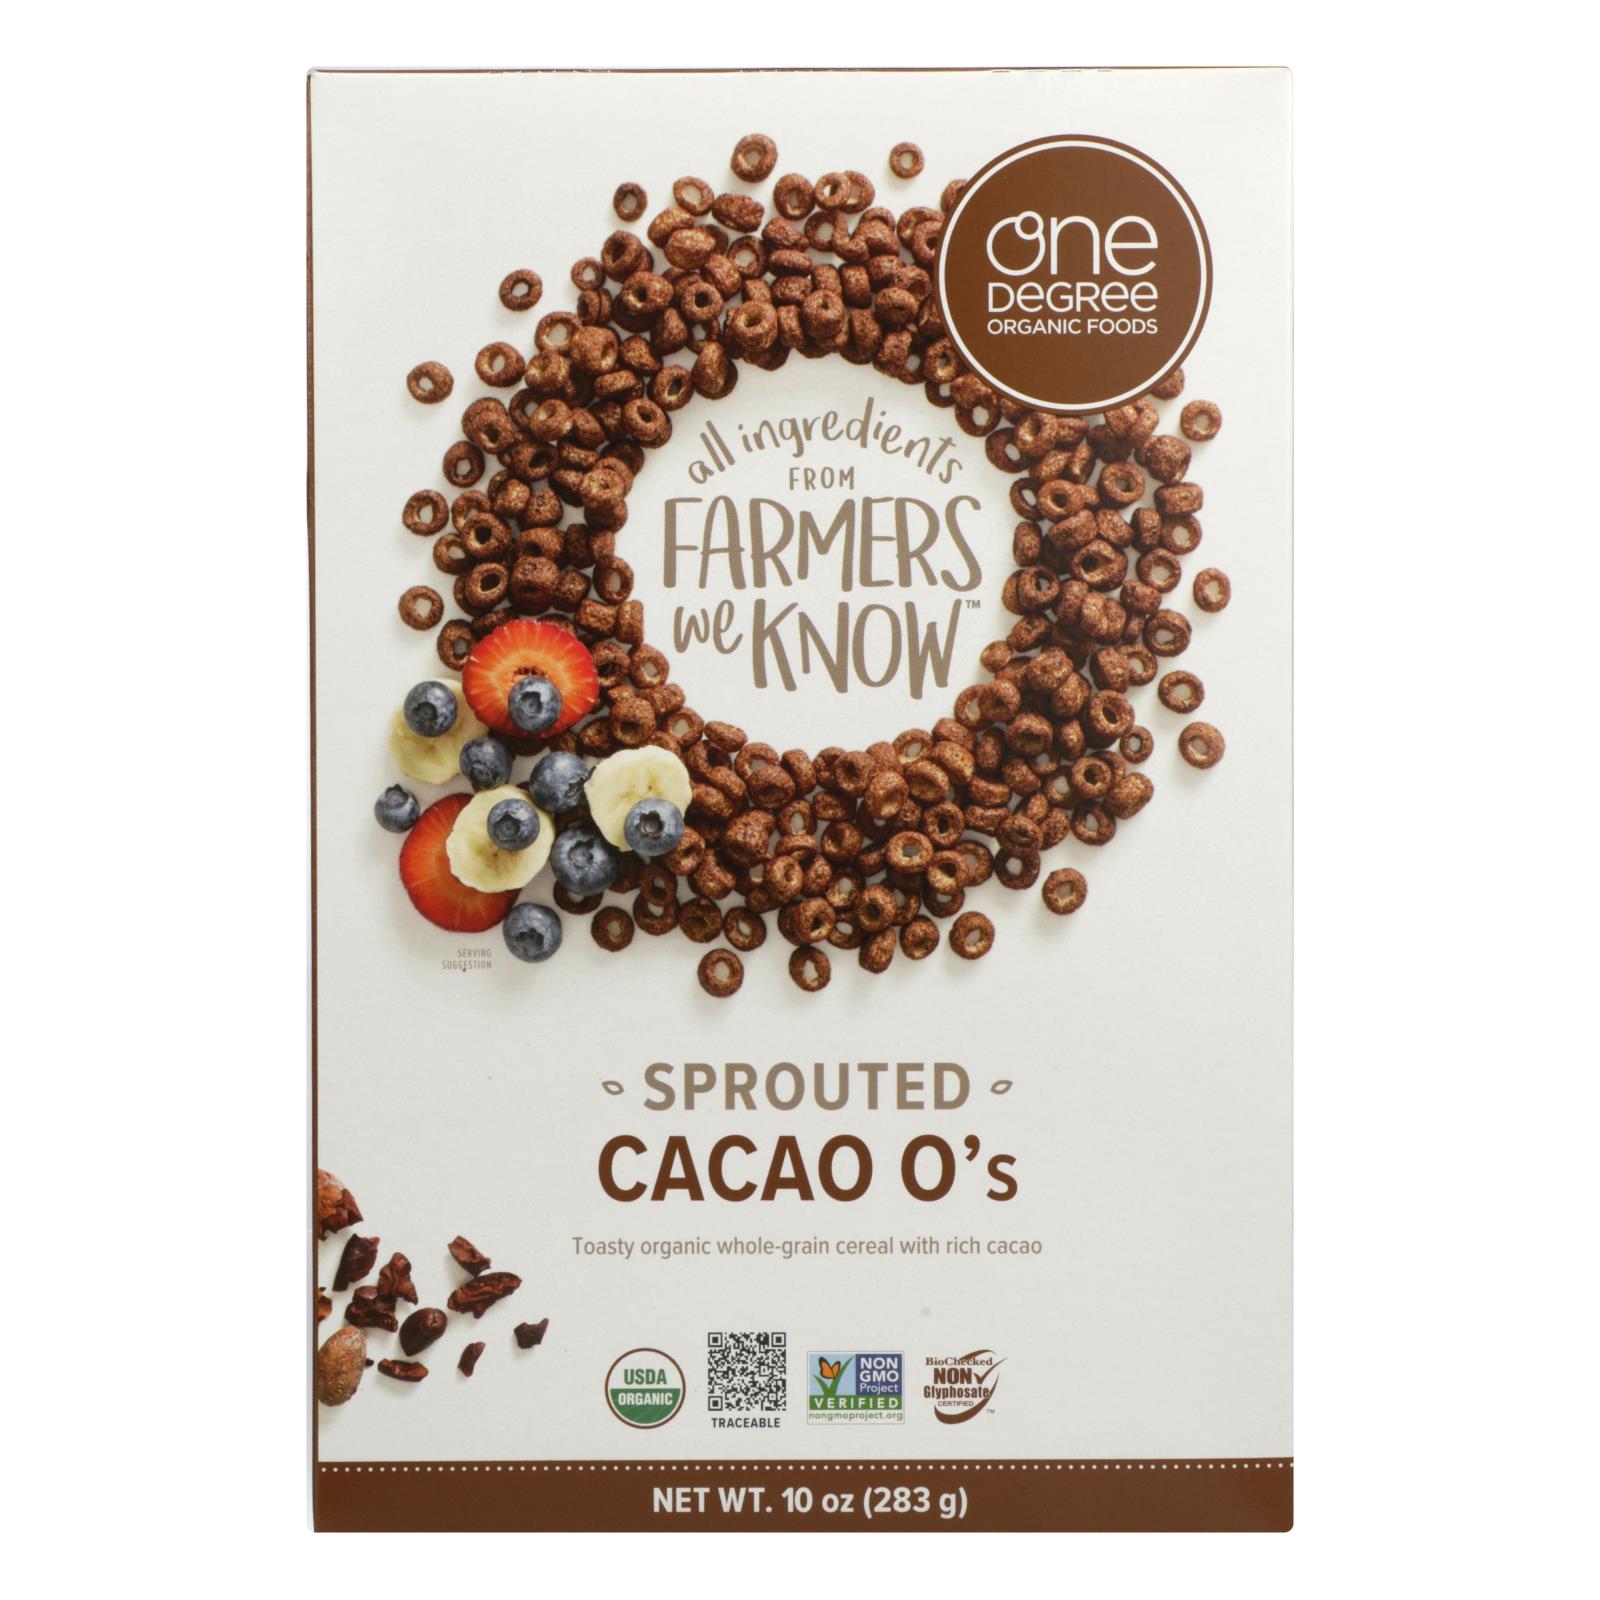 one
DEGREE
ORGANIC FOODS
all ingredients
FROM
FARMERS
we KNOW™
SERVING
SUGGESTION
SPROUTED
CACAO O's
Toasty organic whole-grain cereal with rich cacao
USDA
ORGANIC
TRACEABLE
NON
GMO
Project
VERIFIED
nongmoproject.org
BioChecked
NON
Glyphosate
CERTIFIED
™
NET WT. 10 oz (283 g)